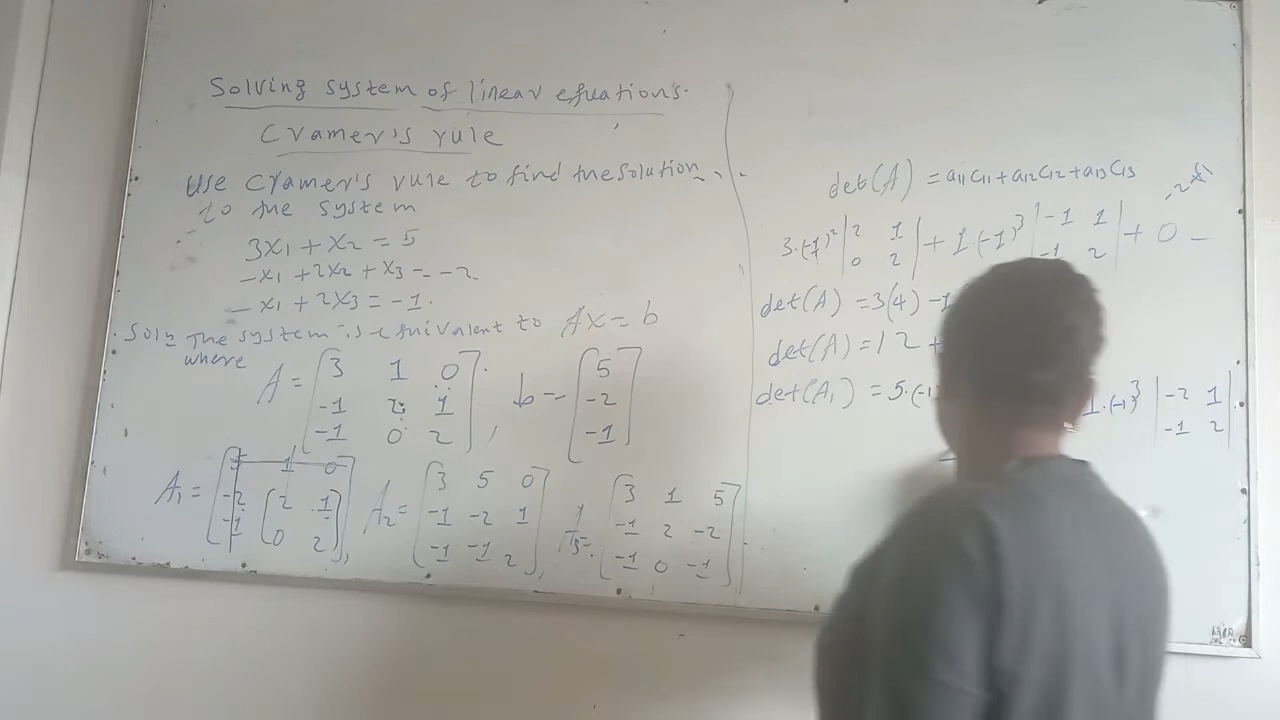 Solving system of linear equations.
Cramer's rule
Use Cramer's rule to find the solution
to the system
3x₁ + x₂ = 5
-x₁ + 2x₂ + x₃ = -2
-x₁ + 2x₃ = -1.
Solⁿ The system is equivalent to Ax = b
where
A = [3 1 0
-1 2 1
-1 0 2],
b = [5
-2
-1]
A₁ = [5 1 0
-2 2 1
-1 0 2],
A₂ = [3 5 0
-1 -2 1
-1 -1 2],
[3 1 5
-1 2 -2
-1 0 -1]
det(A) = a₁₁c₁₁ + a₁₂c₁₂ + a₁₃c₁₃
3·(-1)² |2 1
0 2| + 1·(-1)³ |-1 1
-1 2| + 0
det(A) = 3(4) -1
det(A) = 12 +
det(A₁) = 5·(-1) 1·(-1)³ |-2 1
-1 2|